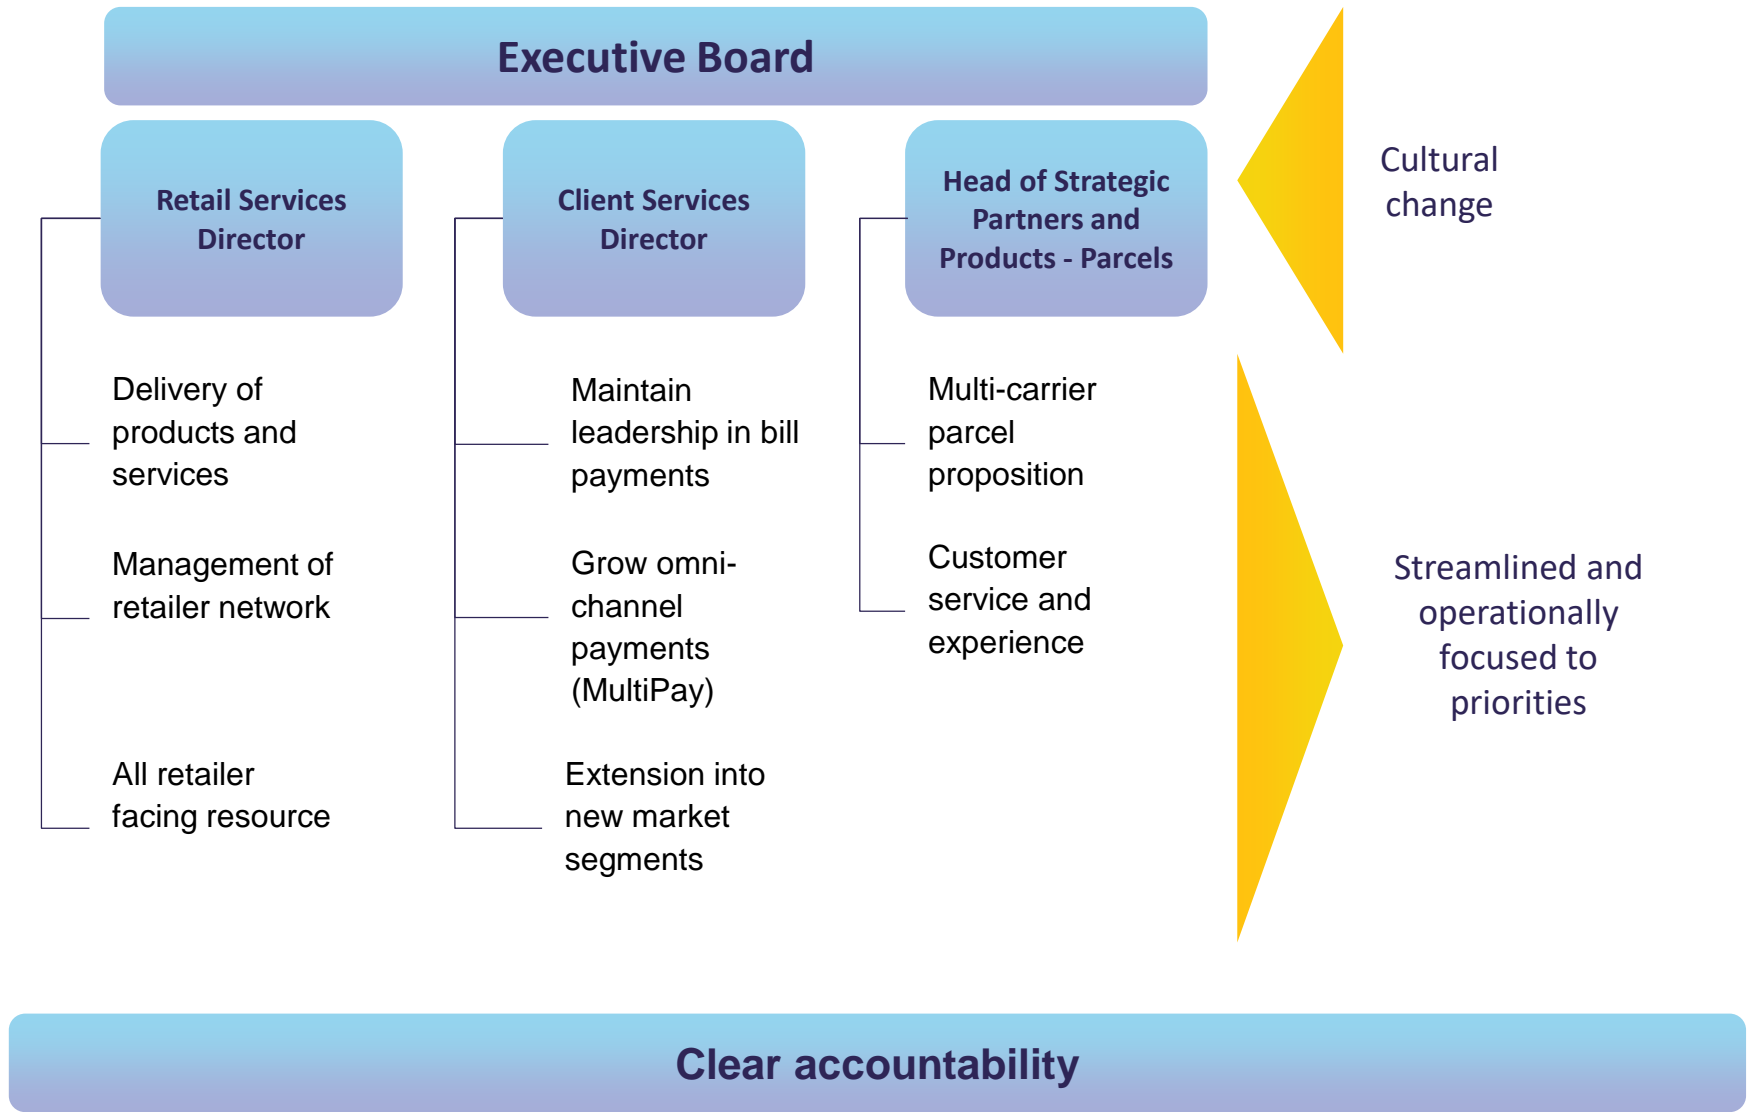 Executive Board
Retail Services
Director
Delivery of
products and
services
Management of
retailer network
All retailer
facing resource
Client Services
Director
Maintain
leadership in bill
payments
Grow omni-
channel
payments
(MultiPay)
Extension into
new market
segments
Head of Strategic
Partners and
Products - Parcels
Multi-carrier
parcel
proposition
Customer
service and
experience
Cultural
change
Streamlined and
operationally
focused to
priorities
Clear accountability